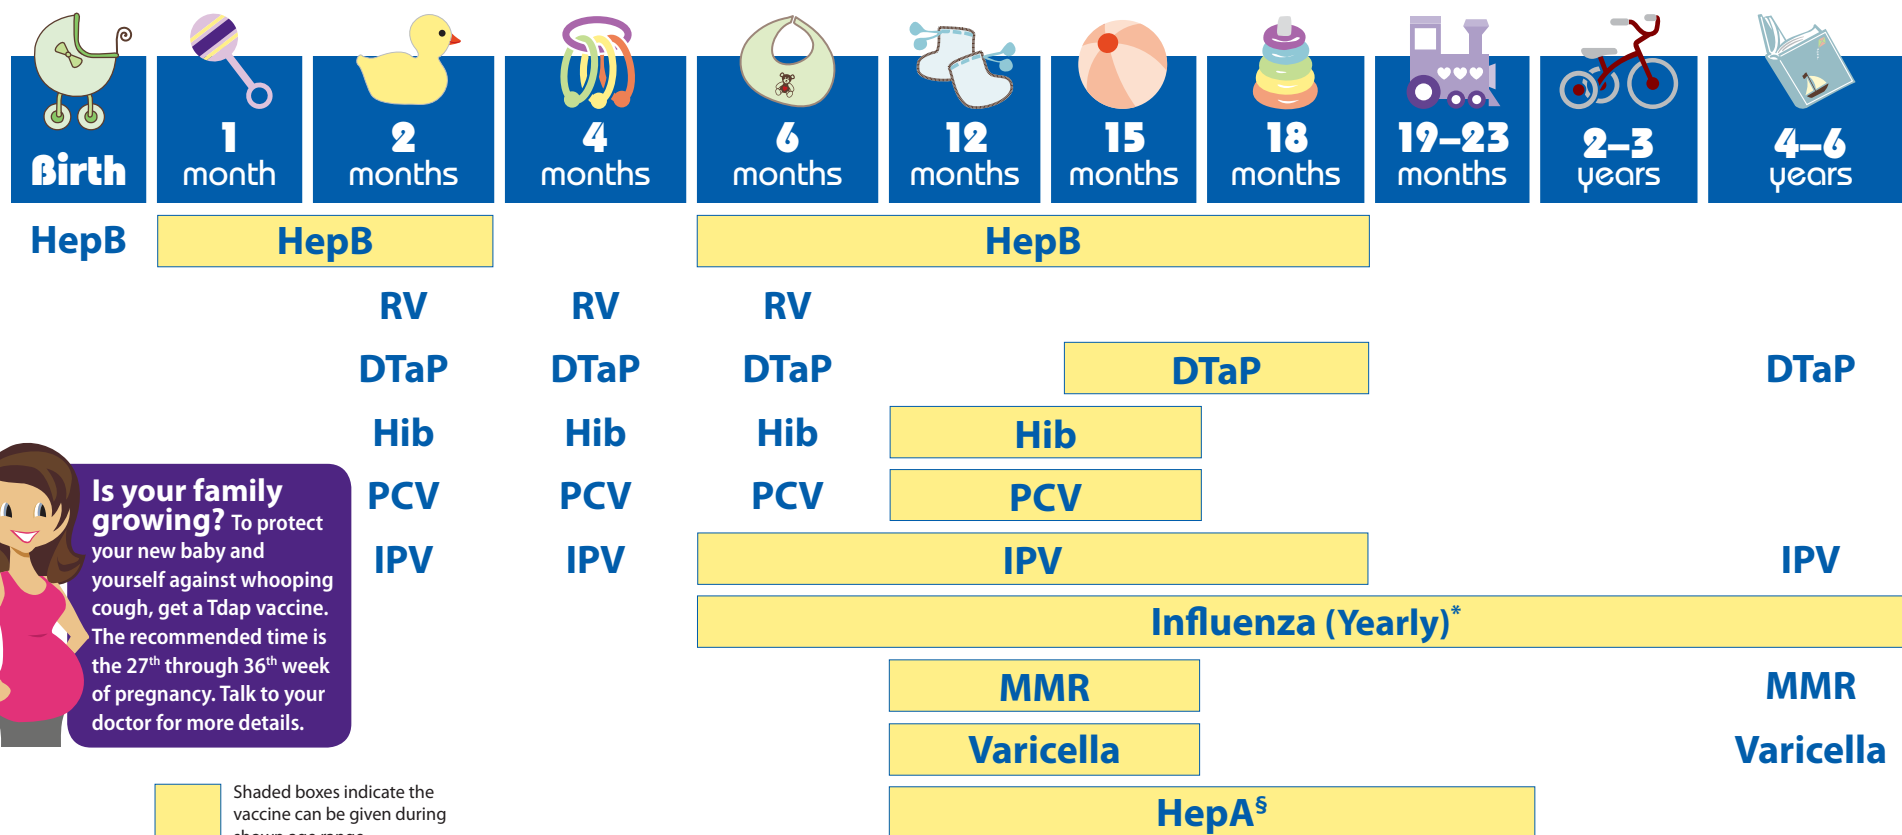 Birth
1
month
2
months
4
months
6
months
12
months
15
months
18
months
19–23
months
2–3
years
4–6
years
HepB HepB HepB
RV RV RV
DTaP DTaP DTaP DTaP DTaP
Hib Hib Hib Hib
PCV PCV PCV PCV
IPV IPV IPV IPV
Influenza (Yearly)*
MMR MMR
Varicella Varicella
HepA§
Is your family
growing? To protect
your new baby and
yourself against whooping
cough, get a Tdap vaccine.
The recommended time is
the 27th through 36th week
of pregnancy. Talk to your
doctor for more details.
Shaded boxes indicate the
vaccine can be given during
shown age range.